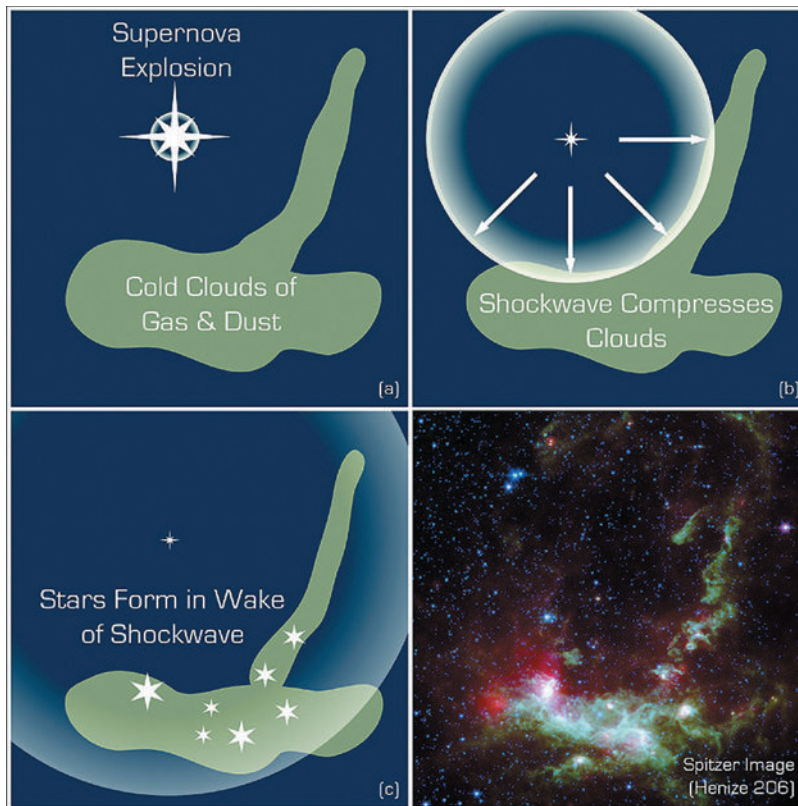 Supernova
Explosion
Cold Clouds of
Gas & Dust
(a)
Shockwave Compresses
Clouds
(b)
Stars Form in Wake
of Shockwave
(c)
Spitzer Image
(Henize 206)